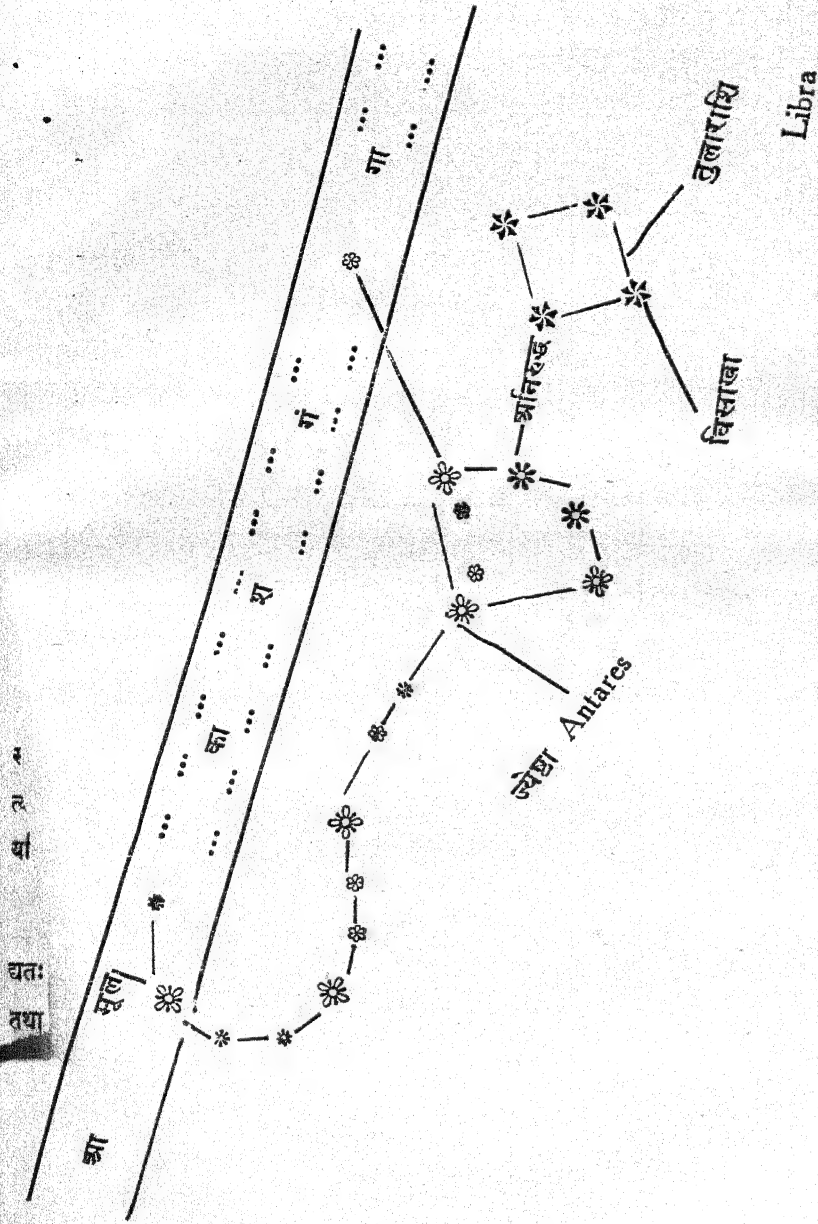 आ का श गं गा
मूल
ज्येष्ठा Antares
अनिरुद्ध
विसाखा
तुलाराशि
Libra
द्यतः
तथा